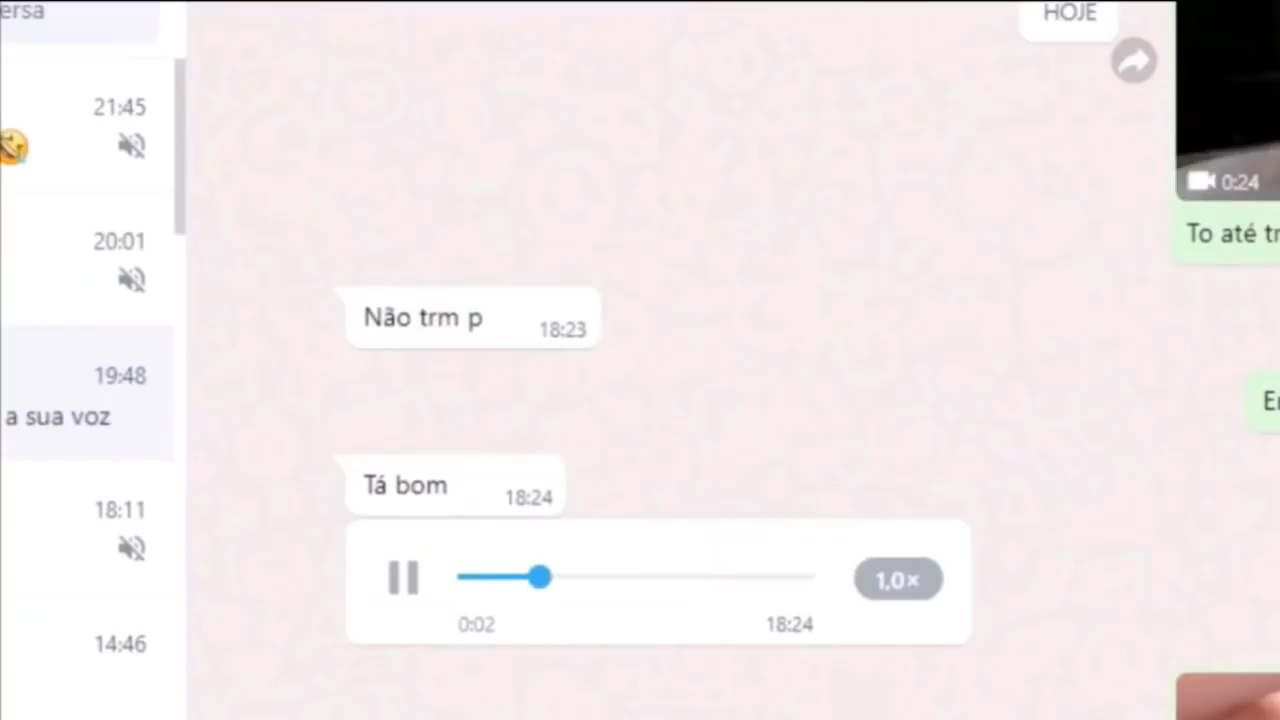 ersa
21:45
20:01
19:48
a sua voz
18:11
14:46
HOJE
0:24
To até
Não trm p 18:23
Tá bom 18:24
1,0×
0:02 18:24